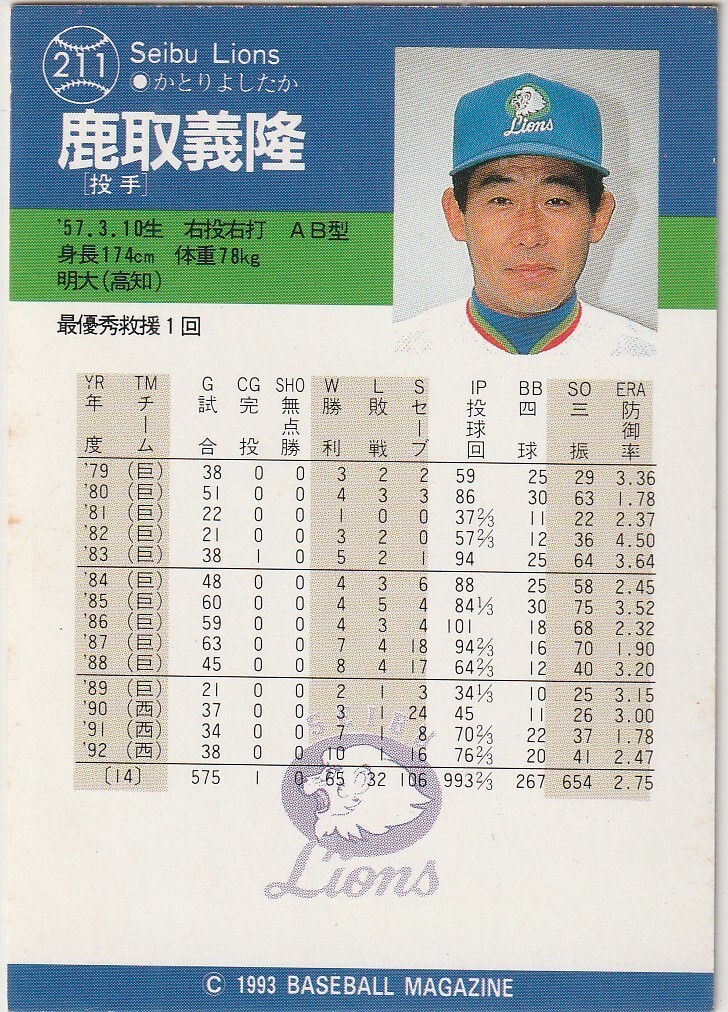 211
Seibu Lions
●かとりよしたか
鹿取義隆
[投手]
Lions
'57.3.10生 右投右打 AB型
身長174cm 体重78kg
明大(高知)
最優秀救援1回
YR TM G CG SHO W L S IP BB SO ERA
年度 チーム 試合 完投 無点勝 勝利 敗戦 セーブ 投球回 四球 三振 防御率
'79 (巨) 38 0 0 3 2 2 59 25 29 3.36
'80 (巨) 51 0 0 4 3 3 86 30 63 1.78
'81 (巨) 22 0 0 1 0 0 37⅔ 11 22 2.37
'82 (巨) 21 0 0 3 2 0 57⅔ 12 36 4.50
'83 (巨) 38 1 0 5 2 1 94 25 64 3.64
'84 (巨) 48 0 0 4 3 6 88 25 58 2.45
'85 (巨) 60 0 0 4 5 4 84⅓ 30 75 3.52
'86 (巨) 59 0 0 4 3 4 101 18 68 2.32
'87 (巨) 63 0 0 7 4 18 94⅔ 16 70 1.90
'88 (巨) 45 0 0 8 4 17 64⅔ 12 40 3.20
'89 (巨) 21 0 0 2 1 3 34⅓ 10 25 3.15
'90 (西) 37 0 0 3 1 24 45 11 26 3.00
'91 (西) 34 0 0 7 1 8 70⅔ 22 37 1.78
'92 (西) 38 0 0 10 1 16 76⅔ 20 41 2.47
[14] 575 1 0 65 32 106 993⅔ 267 654 2.75
SEIBU
Lions
© 1993 BASEBALL MAGAZINE